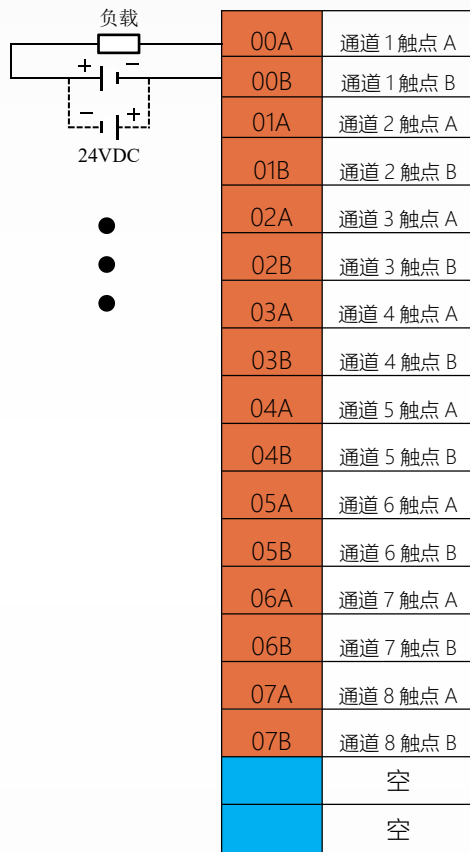 负载
+ −
− +
24VDC
00A 通道 1 触点 A
00B 通道 1 触点 B
01A 通道 2 触点 A
01B 通道 2 触点 B
02A 通道 3 触点 A
02B 通道 3 触点 B
03A 通道 4 触点 A
03B 通道 4 触点 B
04A 通道 5 触点 A
04B 通道 5 触点 B
05A 通道 6 触点 A
05B 通道 6 触点 B
06A 通道 7 触点 A
06B 通道 7 触点 B
07A 通道 8 触点 A
07B 通道 8 触点 B
空
空